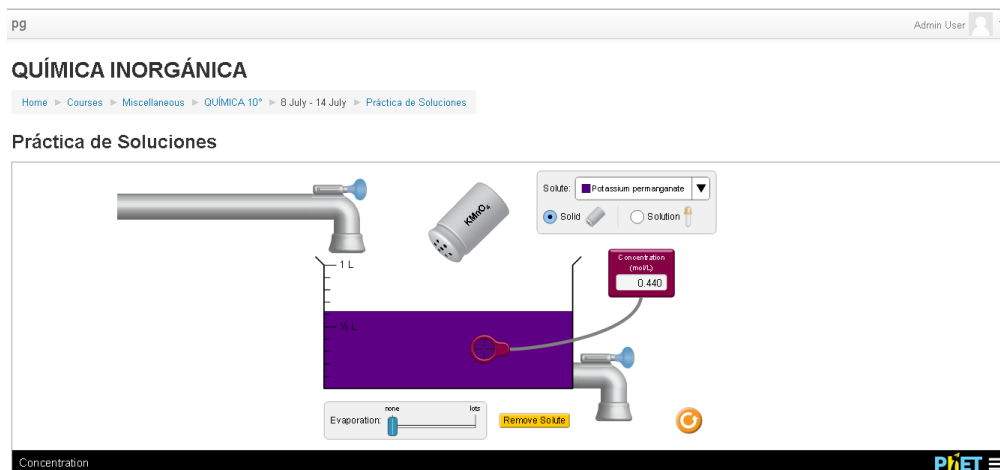 pg
Admin User
QUÍMICA INORGÁNICA
Home ► Courses ► Miscellaneous ► QUÍMICA 10° ► 8 July - 14 July ► Práctica de Soluciones
Práctica de Soluciones
Solute: Potassium permanganate ▼
Solid
Solution
KMnO₄
Concentration
(mol/L)
0.440
1 L
½ L
none
lots
Evaporation:
Remove Solute
Concentration
PhET